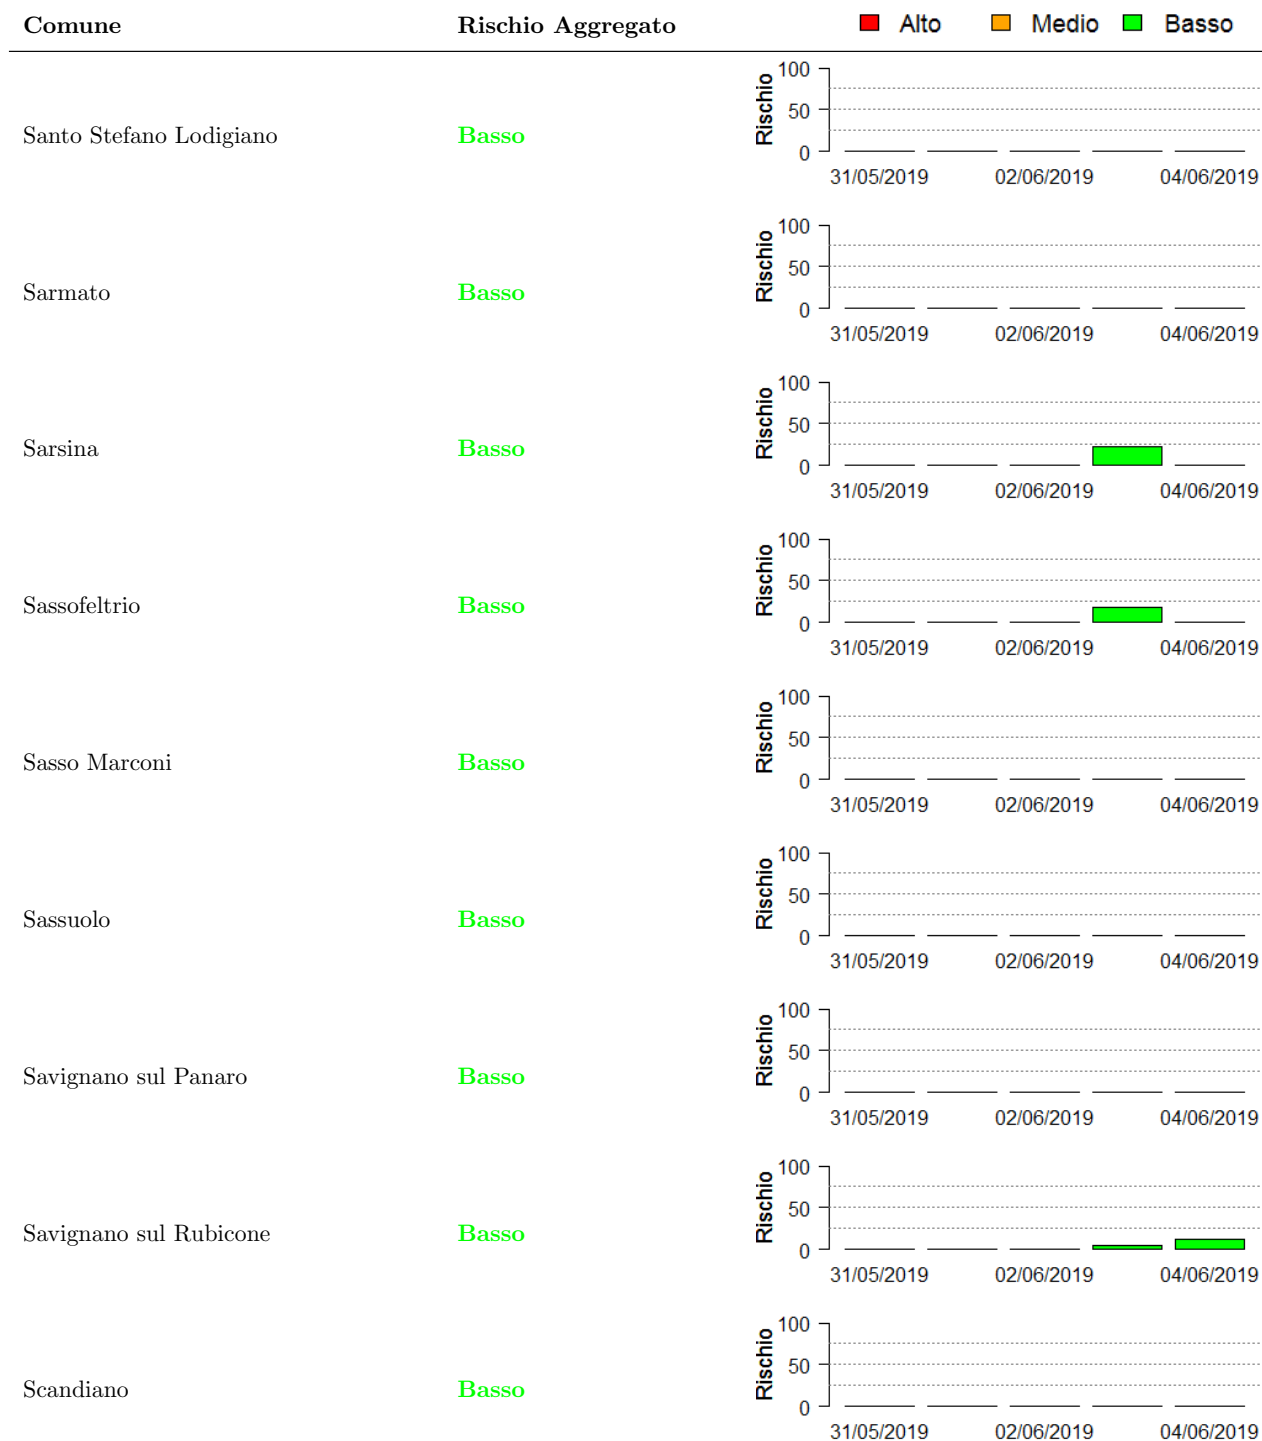 Comune Rischio Aggregato Alto Medio Basso
Santo Stefano Lodigiano Basso
Rischio
100
50
0
31/05/2019 02/06/2019 04/06/2019
Sarmato Basso
Rischio
100
50
0
31/05/2019 02/06/2019 04/06/2019
Sarsina Basso
Rischio
100
50
0
31/05/2019 02/06/2019 04/06/2019
Sassofeltrio Basso
Rischio
100
50
0
31/05/2019 02/06/2019 04/06/2019
Sasso Marconi Basso
Rischio
100
50
0
31/05/2019 02/06/2019 04/06/2019
Sassuolo Basso
Rischio
100
50
0
31/05/2019 02/06/2019 04/06/2019
Savignano sul Panaro Basso
Rischio
100
50
0
31/05/2019 02/06/2019 04/06/2019
Savignano sul Rubicone Basso
Rischio
100
50
0
31/05/2019 02/06/2019 04/06/2019
Scandiano Basso
Rischio
100
50
0
31/05/2019 02/06/2019 04/06/2019